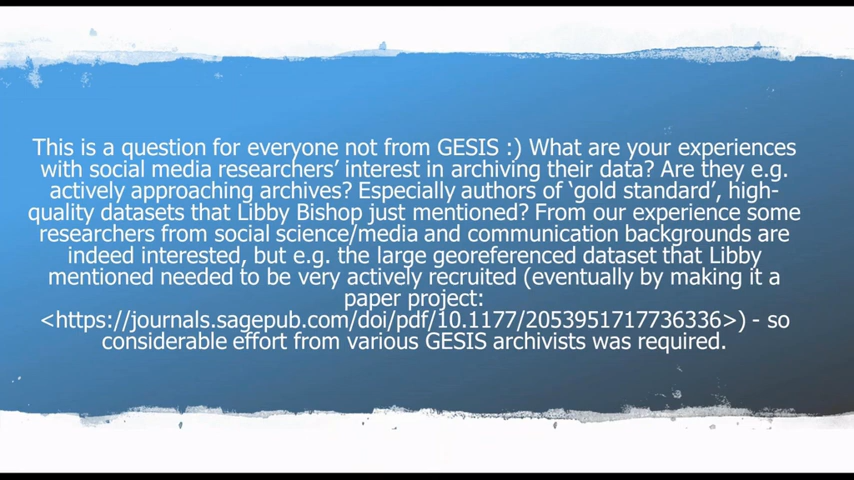 This is a question for everyone not from GESIS :) What are your experiences
with social media researchers’ interest in archiving their data? Are they e.g.
actively approaching archives? Especially authors of ‘gold standard’, high-
quality datasets that Libby Bishop just mentioned? From our experience some
researchers from social science/media and communication backgrounds are
indeed interested, but e.g. the large georeferenced dataset that Libby
mentioned needed to be very actively recruited (eventually by making it a
paper project:
<https://journals.sagepub.com/doi/pdf/10.1177/2053951717736336>) - so
considerable effort from various GESIS archivists was required.